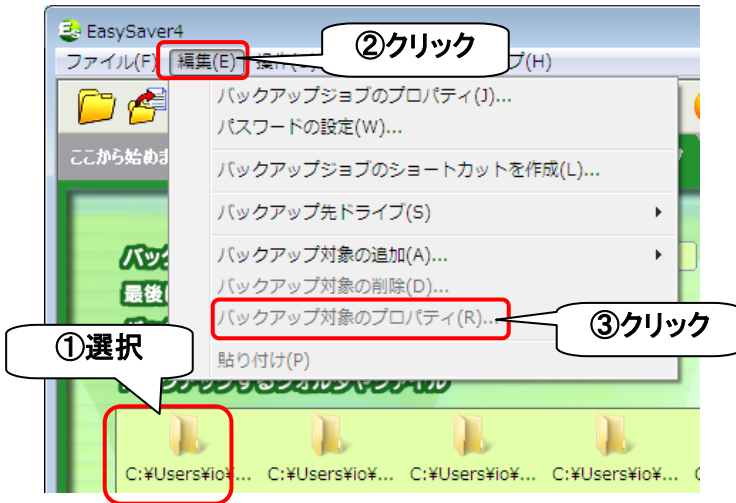 EasySaver4
②クリック
ファイル(F) 編集(E)
プ(H)
バックアップジョブのプロパティ(J)...
パスワードの設定(W)...
ここから始めま
バックアップジョブのショートカットを作成(L)...
バックアップ先ドライブ(S)
バックアップ対象の追加(A)...
バックアップ対象の削除(D)...
最後
バックアップ対象のプロパティ(R)...
③クリック
①選択
貼り付け(P)
C:¥Users¥io¥... C:¥Users¥io¥... C:¥Users¥io¥... C:¥Users¥io¥...